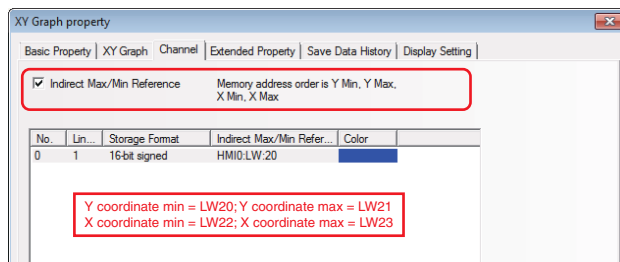 XY Graph property
Basic Property XY Graph Channel Extended Property Save Data History Display Setting
Indirect Max/Min Reference Memory address order is Y Min, Y Max,
X Min, X Max
No. Lin... Storage Format Indirect Max/Min Refer... Color
0 1 16-bit signed HMI0:LW:20
Y coordinate min = LW20; Y coordinate max = LW21
X coordinate min = LW22; X coordinate max = LW23